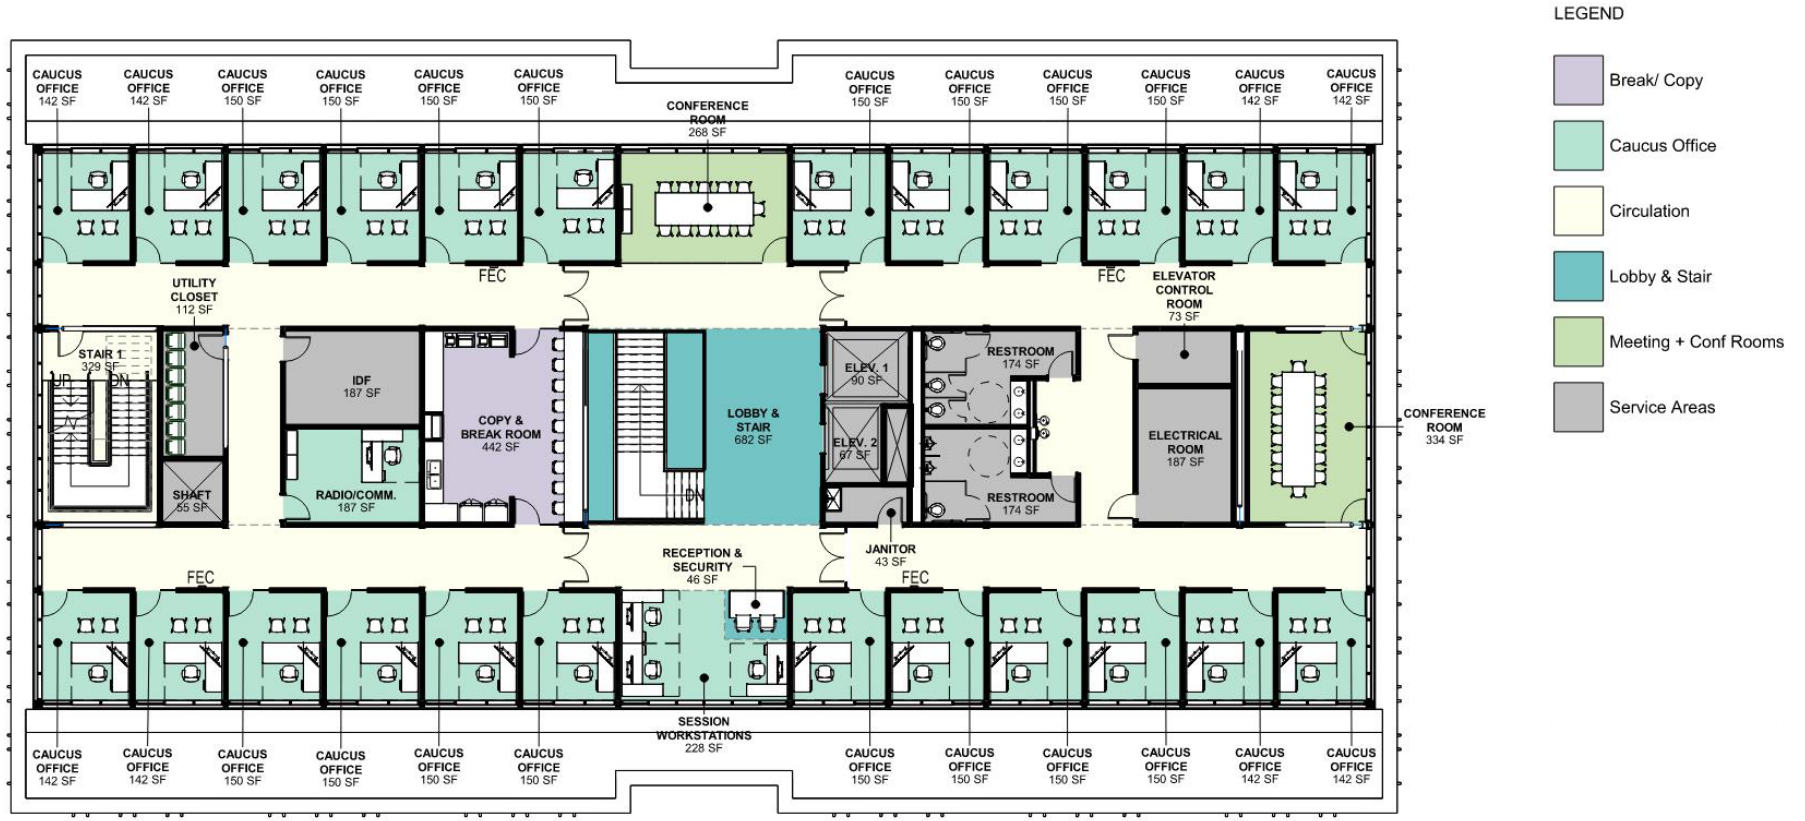 LEGEND
Break/ Copy
Caucus Office
Circulation
Lobby & Stair
Meeting + Conf Rooms
Service Areas
CAUCUS
OFFICE
142 SF
CAUCUS
OFFICE
142 SF
CAUCUS
OFFICE
150 SF
CAUCUS
OFFICE
150 SF
CAUCUS
OFFICE
150 SF
CAUCUS
OFFICE
150 SF
CONFERENCE
ROOM
268 SF
CAUCUS
OFFICE
150 SF
CAUCUS
OFFICE
150 SF
CAUCUS
OFFICE
150 SF
CAUCUS
OFFICE
150 SF
CAUCUS
OFFICE
142 SF
CAUCUS
OFFICE
142 SF
FEC
FEC
UTILITY
CLOSET
112 SF
ELEVATOR
CONTROL
ROOM
73 SF
STAIR 1
329 SF
UP
DN
IDF
187 SF
COPY &
BREAK ROOM
442 SF
LOBBY &
STAIR
682 SF
DN
ELEV. 1
90 SF
ELEV. 2
67 SF
RESTROOM
174 SF
RESTROOM
174 SF
ELECTRICAL
ROOM
187 SF
CONFERENCE
ROOM
334 SF
SHAFT
55 SF
RADIO/COMM.
187 SF
JANITOR
43 SF
RECEPTION &
SECURITY
46 SF
FEC
FEC
SESSION
WORKSTATIONS
228 SF
CAUCUS
OFFICE
142 SF
CAUCUS
OFFICE
142 SF
CAUCUS
OFFICE
150 SF
CAUCUS
OFFICE
150 SF
CAUCUS
OFFICE
150 SF
CAUCUS
OFFICE
150 SF
CAUCUS
OFFICE
150 SF
CAUCUS
OFFICE
150 SF
CAUCUS
OFFICE
150 SF
CAUCUS
OFFICE
150 SF
CAUCUS
OFFICE
142 SF
CAUCUS
OFFICE
142 SF